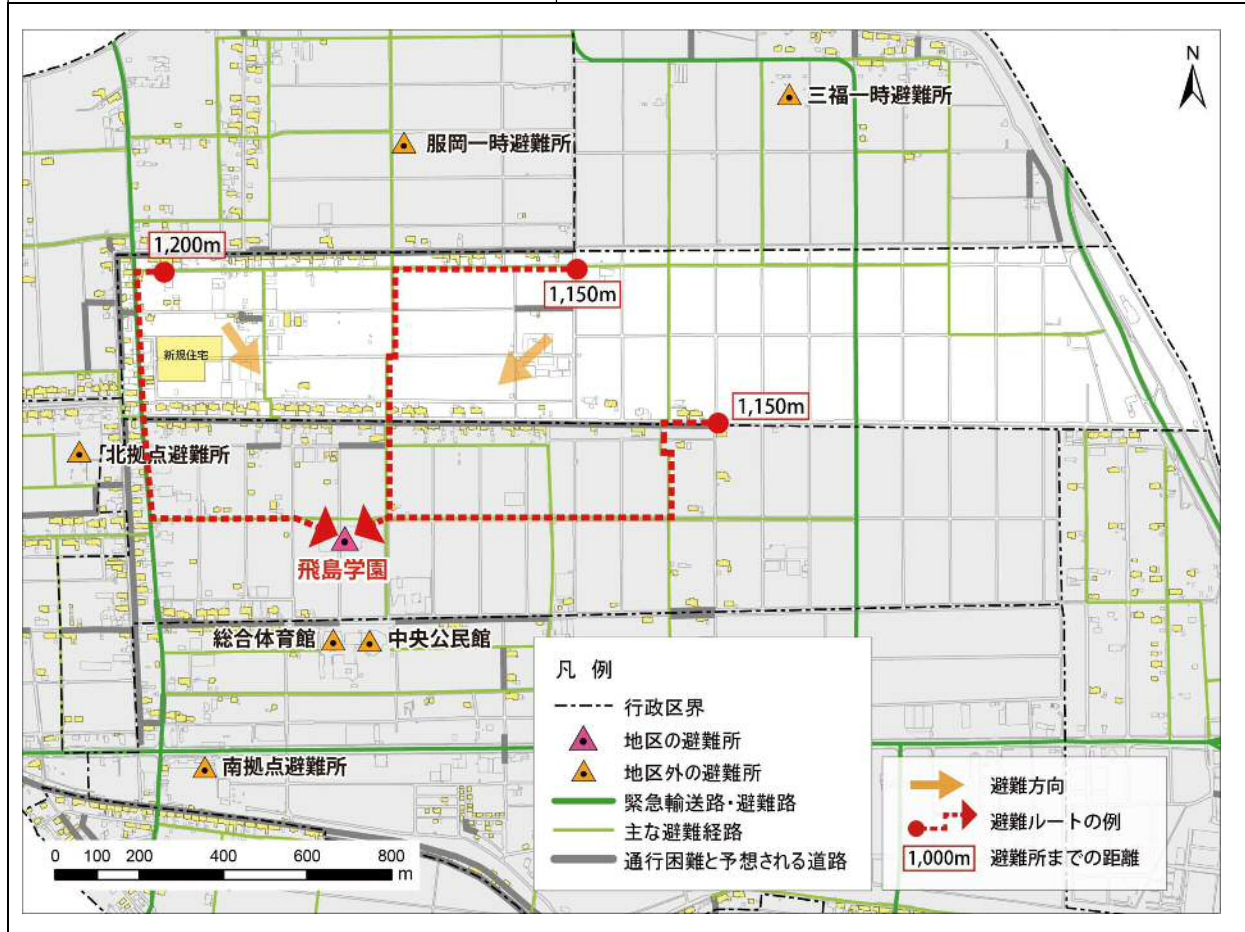 N
三福一時避難所
服岡一時避難所
1,200m
1,150m
新規住宅
1,150m
北拠点避難所
飛島学園
総合体育館
中央公民館
南拠点避難所
凡 例
行政区界
地区の避難所
地区外の避難所
緊急輸送路・避難路
主な避難経路
通行困難と予想される道路
避難方向
避難ルートの例
1,000m 避難所までの距離
0 100 200 400 600 800
m